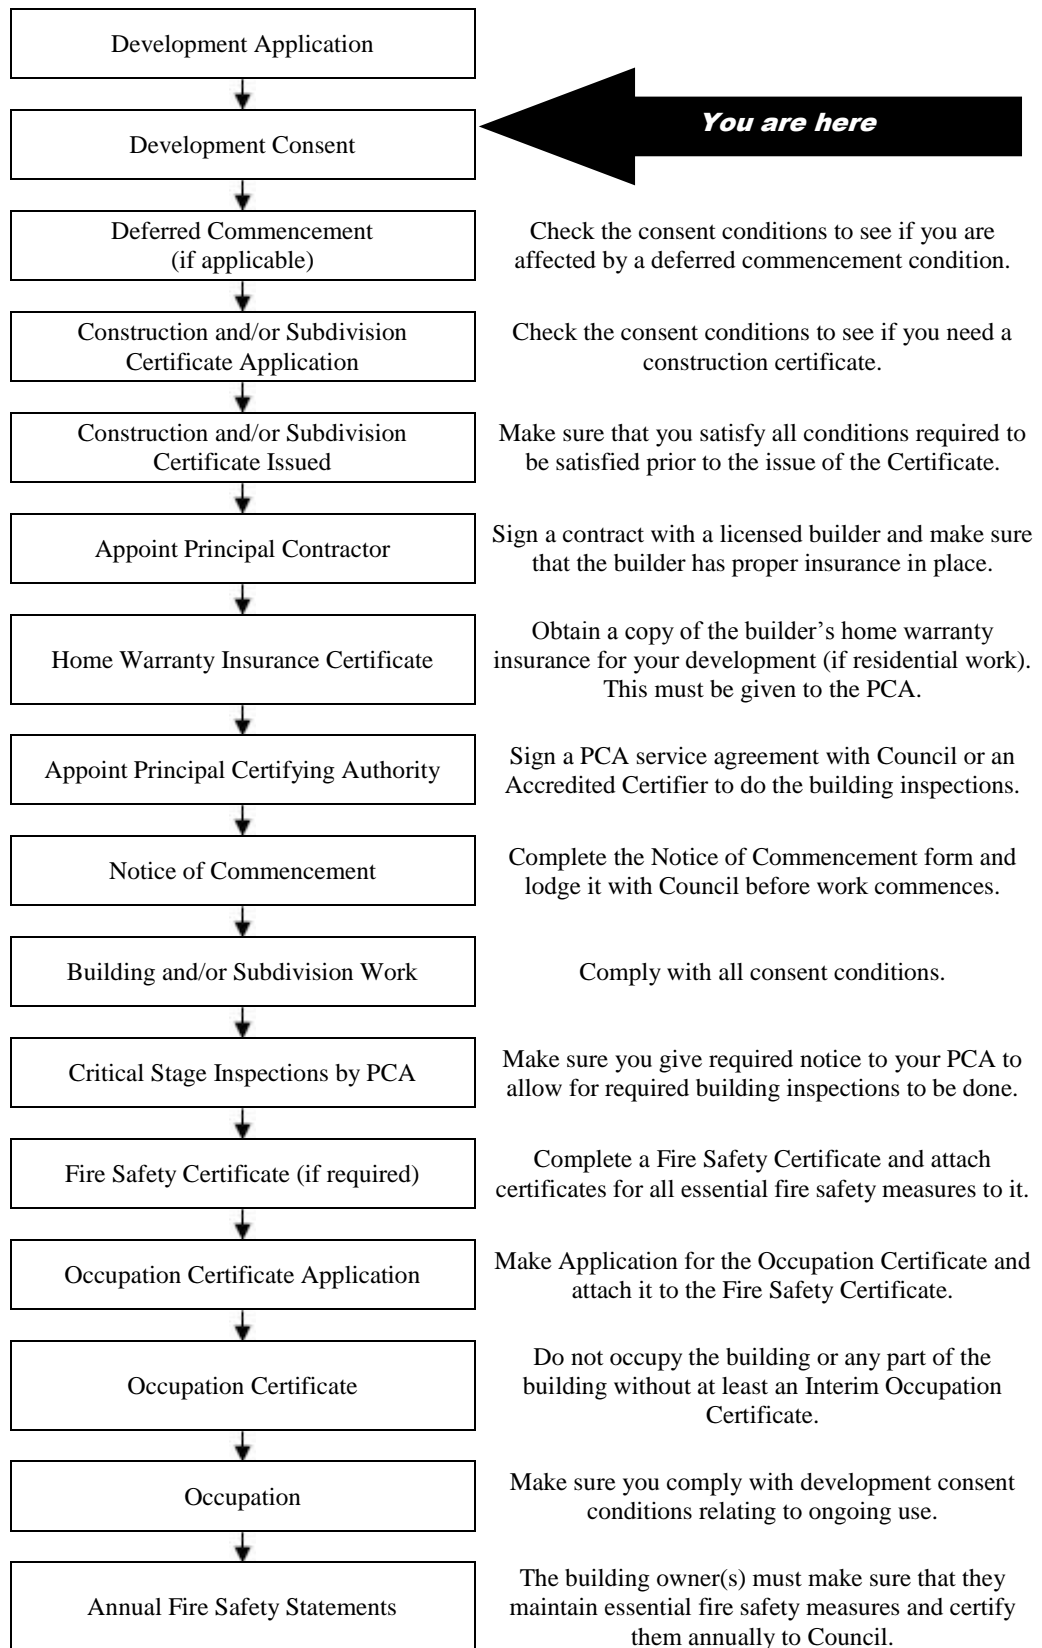 Development Application
You are here
Development Consent
Deferred Commencement
(if applicable)
Check the consent conditions to see if you are
affected by a deferred commencement condition.
Construction and/or Subdivision
Certificate Application
Check the consent conditions to see if you need a
construction certificate.
Construction and/or Subdivision
Certificate Issued
Make sure that you satisfy all conditions required to
be satisfied prior to the issue of the Certificate.
Appoint Principal Contractor
Sign a contract with a licensed builder and make sure
that the builder has proper insurance in place.
Home Warranty Insurance Certificate
Obtain a copy of the builder’s home warranty
insurance for your development (if residential work).
This must be given to the PCA.
Appoint Principal Certifying Authority
Sign a PCA service agreement with Council or an
Accredited Certifier to do the building inspections.
Notice of Commencement
Complete the Notice of Commencement form and
lodge it with Council before work commences.
Building and/or Subdivision Work
Comply with all consent conditions.
Critical Stage Inspections by PCA
Make sure you give required notice to your PCA to
allow for required building inspections to be done.
Fire Safety Certificate (if required)
Complete a Fire Safety Certificate and attach
certificates for all essential fire safety measures to it.
Occupation Certificate Application
Make Application for the Occupation Certificate and
attach it to the Fire Safety Certificate.
Occupation Certificate
Do not occupy the building or any part of the
building without at least an Interim Occupation
Certificate.
Occupation
Make sure you comply with development consent
conditions relating to ongoing use.
Annual Fire Safety Statements
The building owner(s) must make sure that they
maintain essential fire safety measures and certify
them annually to Council.